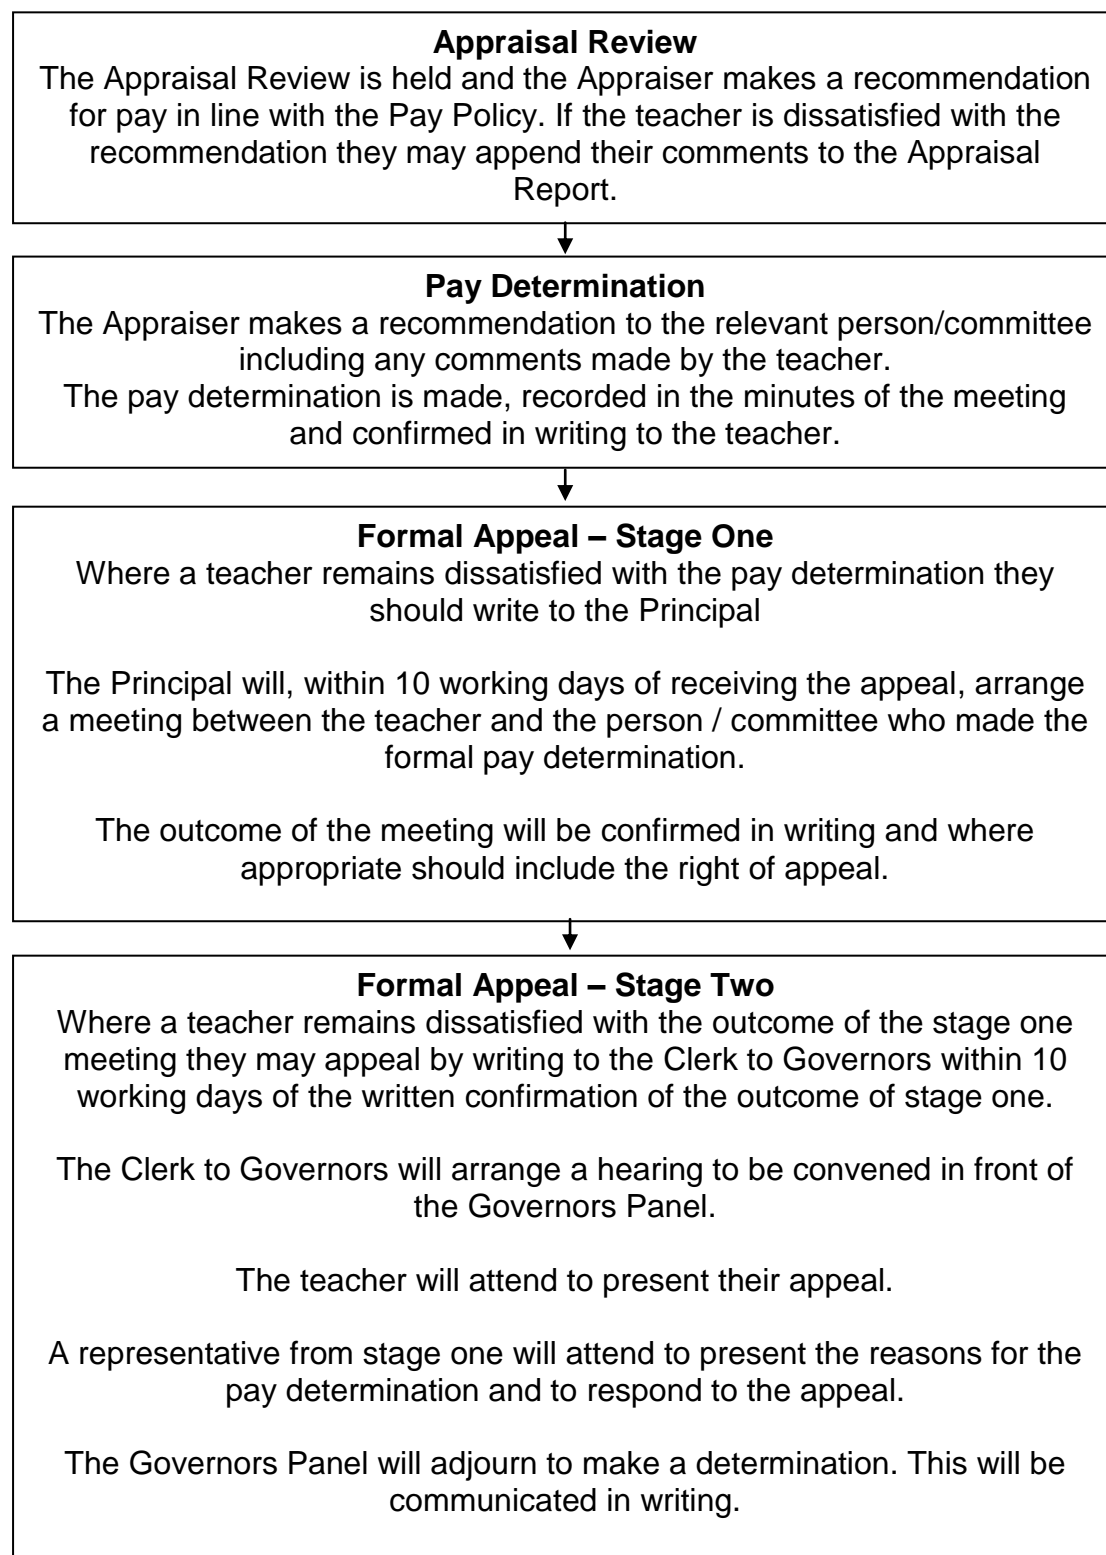 Appraisal Review
The Appraisal Review is held and the Appraiser makes a recommendation
for pay in line with the Pay Policy. If the teacher is dissatisfied with the
recommendation they may append their comments to the Appraisal
Report.
Pay Determination
The Appraiser makes a recommendation to the relevant person/committee
including any comments made by the teacher.
The pay determination is made, recorded in the minutes of the meeting
and confirmed in writing to the teacher.
Formal Appeal – Stage One
Where a teacher remains dissatisfied with the pay determination they
should write to the Principal
The Principal will, within 10 working days of receiving the appeal, arrange
a meeting between the teacher and the person / committee who made the
formal pay determination.
The outcome of the meeting will be confirmed in writing and where
appropriate should include the right of appeal.
Formal Appeal – Stage Two
Where a teacher remains dissatisfied with the outcome of the stage one
meeting they may appeal by writing to the Clerk to Governors within 10
working days of the written confirmation of the outcome of stage one.
The Clerk to Governors will arrange a hearing to be convened in front of
the Governors Panel.
The teacher will attend to present their appeal.
A representative from stage one will attend to present the reasons for the
pay determination and to respond to the appeal.
The Governors Panel will adjourn to make a determination. This will be
communicated in writing.